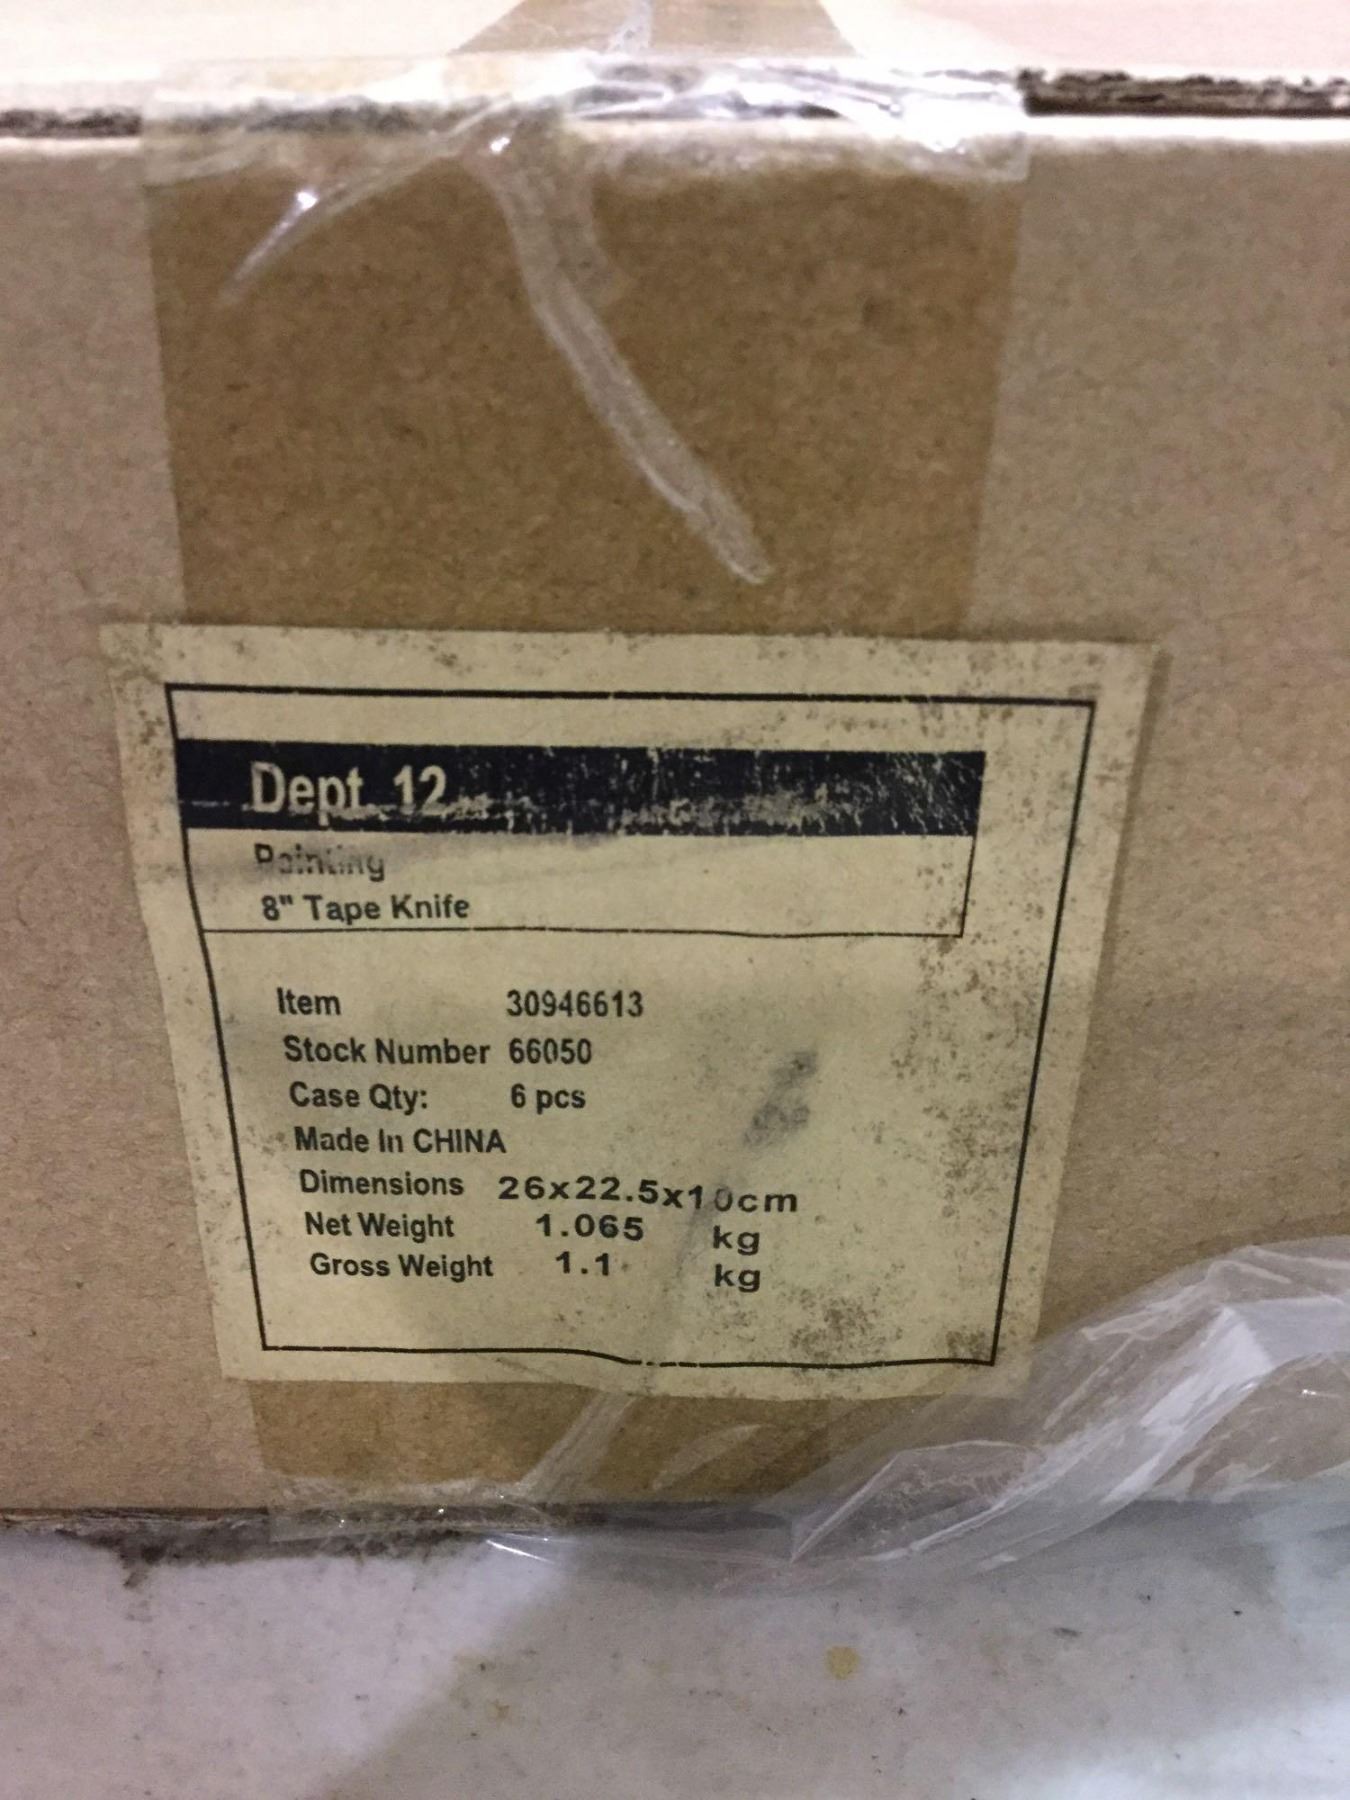 Dept. 12
Painting
8" Tape Knife
Item 30946613
Stock Number 66050
Case Qty: 6 pcs
Made In CHINA
Dimensions 26x22.5x10cm
Net Weight 1.065 kg
Gross Weight 1.1 kg